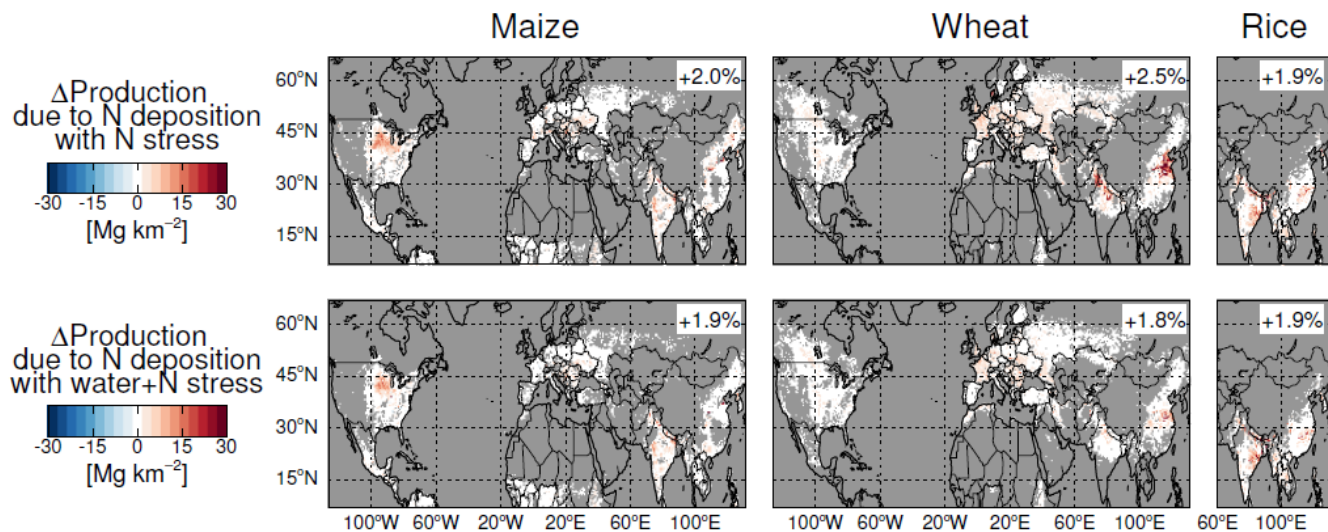 Maize
Wheat
Rice
ΔProduction
due to N deposition
with N stress
-30 -15 0 15 30
[Mg km⁻²]
60°N
45°N
30°N
15°N
+2.0%
+2.5%
+1.9%
ΔProduction
due to N deposition
with water+N stress
-30 -15 0 15 30
[Mg km⁻²]
60°N
45°N
30°N
15°N
+1.9%
+1.8%
+1.9%
100°W 60°W 20°W 20°E 60°E 100°E
100°W 60°W 20°W 20°E 60°E 100°E
60°E 100°E